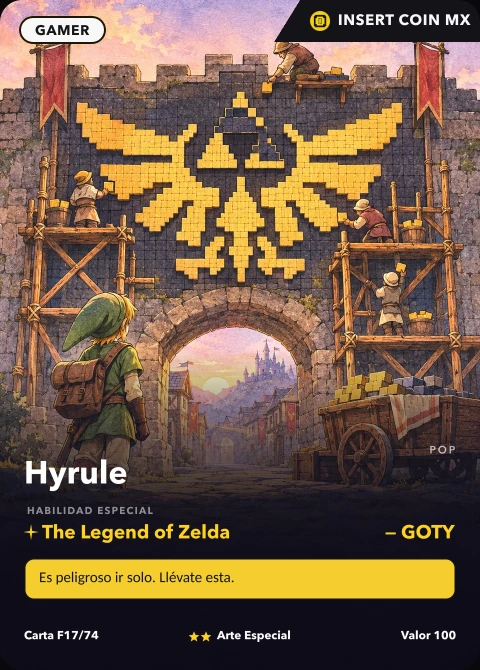 GAMER
INSERT COIN MX
POP
Hyrule
HABILIDAD ESPECIAL
The Legend of Zelda – GOTY
Es peligroso ir solo. Llévate esta.
Carta F17/74 Arte Especial Valor 100